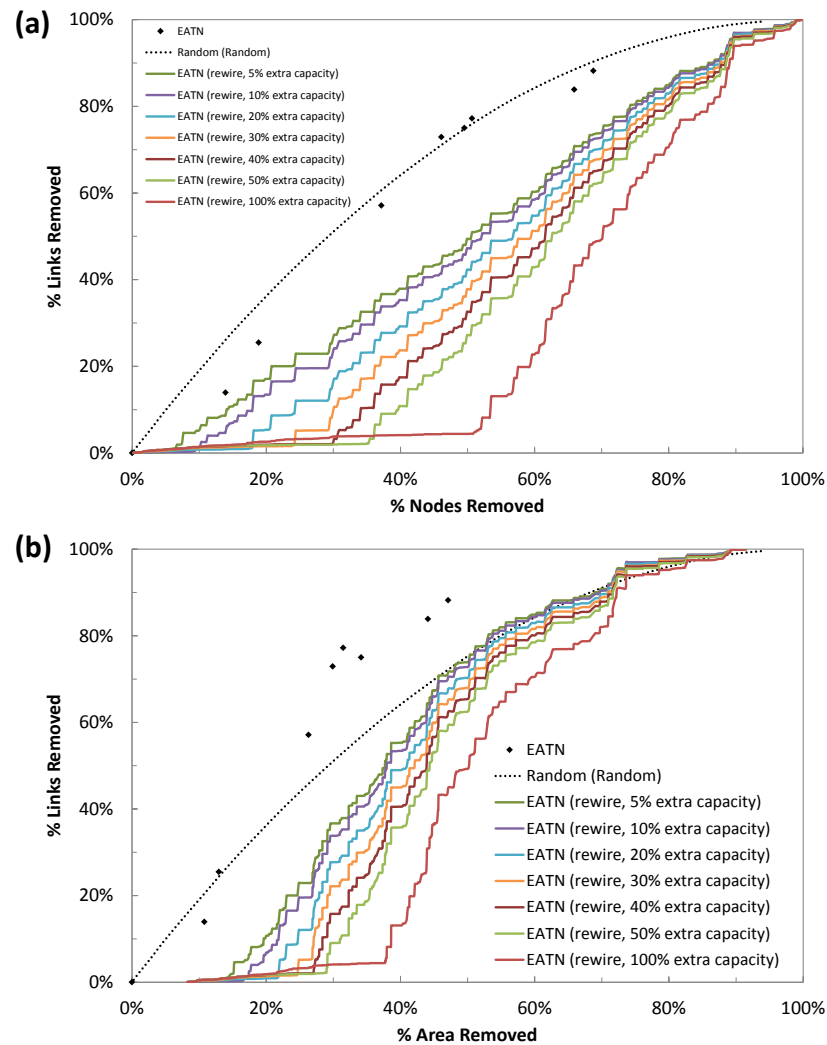 (a)
100%
80%
60%
40%
20%
0%
% Links Removed
EATN
Random (Random)
EATN (rewire, 5% extra capacity)
EATN (rewire, 10% extra capacity)
EATN (rewire, 20% extra capacity)
EATN (rewire, 30% extra capacity)
EATN (rewire, 40% extra capacity)
EATN (rewire, 50% extra capacity)
EATN (rewire, 100% extra capacity)
0% 20% 40% 60% 80% 100%
% Nodes Removed
(b)
100%
80%
60%
40%
20%
0%
% Links Removed
EATN
Random (Random)
EATN (rewire, 5% extra capacity)
EATN (rewire, 10% extra capacity)
EATN (rewire, 20% extra capacity)
EATN (rewire, 30% extra capacity)
EATN (rewire, 40% extra capacity)
EATN (rewire, 50% extra capacity)
EATN (rewire, 100% extra capacity)
0% 20% 40% 60% 80% 100%
% Area Removed